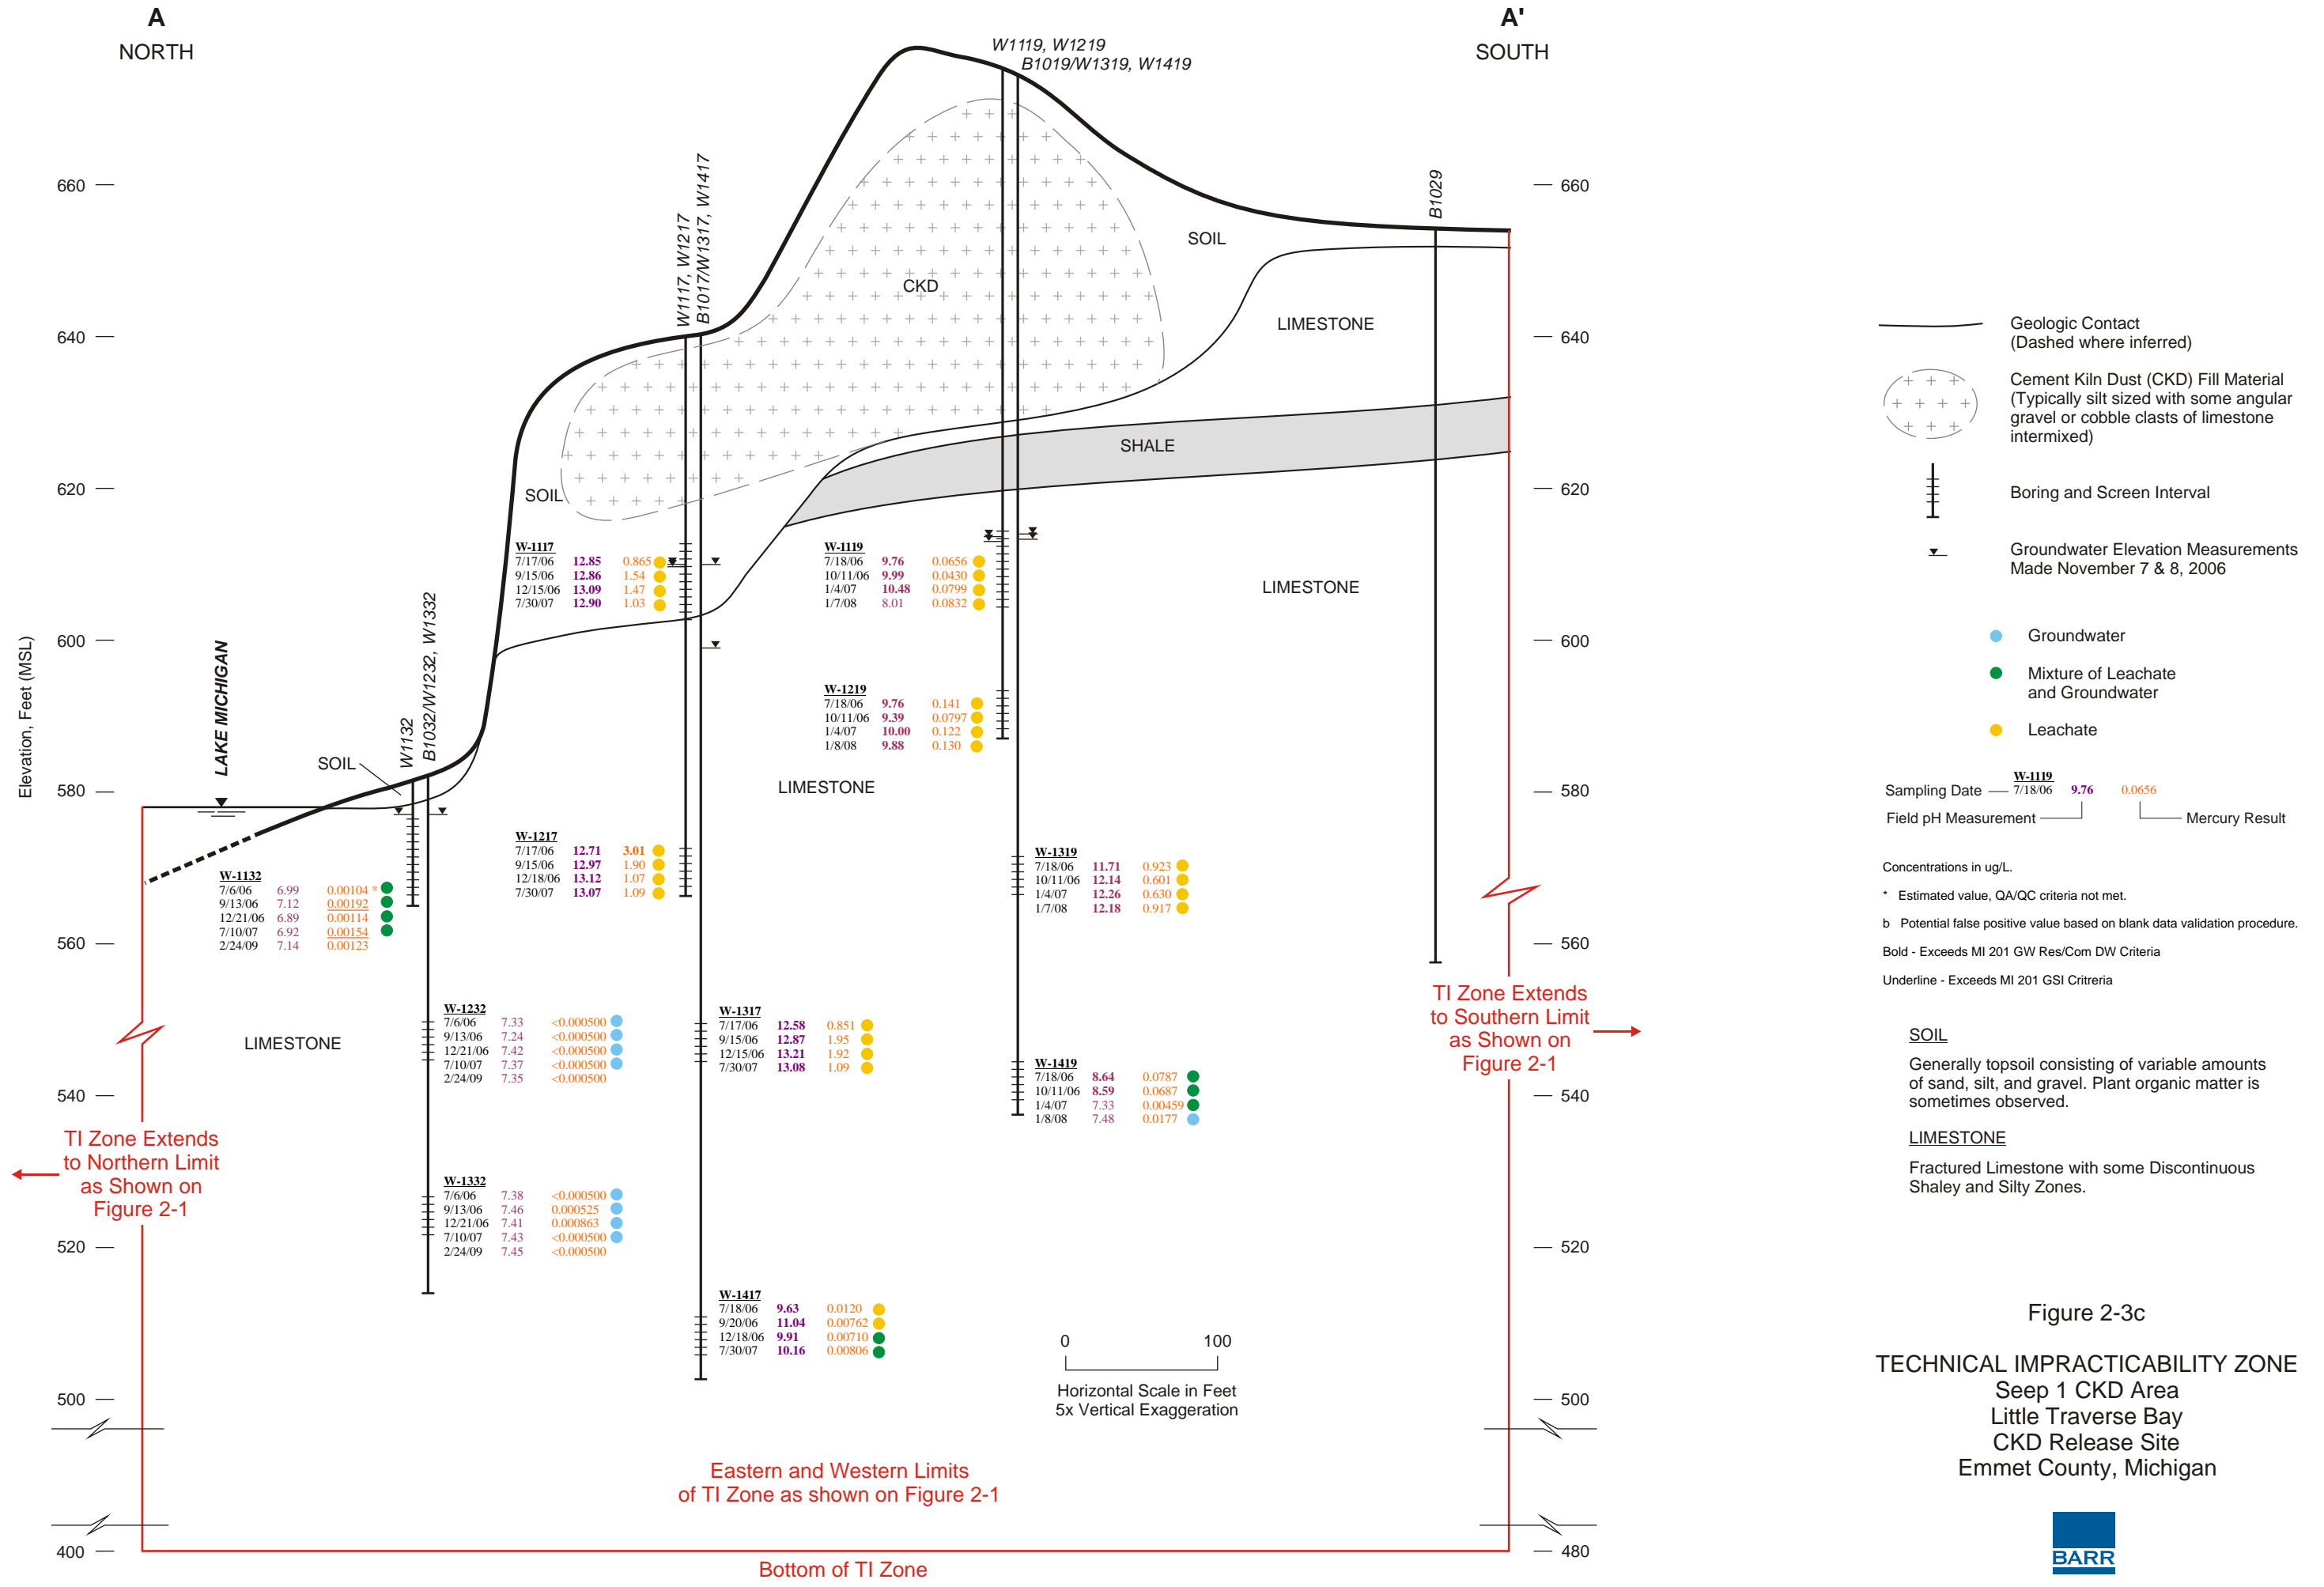 A
NORTH
A'
SOUTH
W1119, W1219
B1019/W1319, W1419
W1117, W1217
B1017/W1317, W1417
B1029
W1132
B1032/W1232, W1332
LAKE MICHIGAN
Elevation, Feet (MSL)
660
640
620
600
580
560
540
520
500
400
660
640
620
600
580
560
540
520
500
480
SOIL
CKD
LIMESTONE
SHALE
SOIL
LIMESTONE
SOIL
LIMESTONE
LIMESTONE
W-1117
7/17/06 12.85 0.865
9/15/06 12.86 1.54
12/15/06 13.09 1.47
7/30/07 12.90 1.03
W-1119
7/18/06 9.76 0.0656
10/11/06 9.99 0.0430
1/4/07 10.48 0.0799
1/7/08 8.01 0.0832
W-1219
7/18/06 9.76 0.141
10/11/06 9.39 0.0797
1/4/07 10.00 0.122
1/8/08 9.88 0.130
W-1217
7/17/06 12.71 3.01
9/15/06 12.97 1.90
12/18/06 13.12 1.07
7/30/07 13.07 1.09
W-1319
7/18/06 11.71 0.923
10/11/06 12.14 0.601
1/4/07 12.26 0.630
1/7/08 12.18 0.917
W-1132
7/6/06 6.99 0.00104 *
9/13/06 7.12 0.00192
12/21/06 6.89 0.00114
7/10/07 6.92 0.00154
2/24/09 7.14 0.00123
W-1232
7/6/06 7.33 <0.000500
9/13/06 7.24 <0.000500
12/21/06 7.42 <0.000500
7/10/07 7.37 <0.000500
2/24/09 7.35 <0.000500
W-1317
7/17/06 12.58 0.851
9/15/06 12.87 1.95
12/15/06 13.21 1.92
7/30/07 13.08 1.09
W-1419
7/18/06 8.64 0.0787
10/11/06 8.59 0.0687
1/4/07 7.33 0.00459
1/8/08 7.48 0.0177
W-1332
7/6/06 7.38 <0.000500
9/13/06 7.46 0.000525
12/21/06 7.41 0.000863
7/10/07 7.43 <0.000500
2/24/09 7.45 <0.000500
W-1417
7/18/06 9.63 0.0120
9/20/06 11.04 0.00762
12/18/06 9.91 0.00710
7/30/07 10.16 0.00806
TI Zone Extends
to Northern Limit
as Shown on
Figure 2-1
TI Zone Extends
to Southern Limit
as Shown on
Figure 2-1
0 100
Horizontal Scale in Feet
5x Vertical Exaggeration
Eastern and Western Limits
of TI Zone as shown on Figure 2-1
Bottom of TI Zone
Geologic Contact
(Dashed where inferred)
Cement Kiln Dust (CKD) Fill Material
(Typically silt sized with some angular
gravel or cobble clasts of limestone
intermixed)
Boring and Screen Interval
Groundwater Elevation Measurements
Made November 7 & 8, 2006
Groundwater
Mixture of Leachate
and Groundwater
Leachate
W-1119
Sampling Date 7/18/06 9.76 0.0656
Field pH Measurement Mercury Result
Concentrations in ug/L.
* Estimated value, QA/QC criteria not met.
b Potential false positive value based on blank data validation procedure.
Bold - Exceeds MI 201 GW Res/Com DW Criteria
Underline - Exceeds MI 201 GSI Critreria
SOIL
Generally topsoil consisting of variable amounts
of sand, silt, and gravel. Plant organic matter is
sometimes observed.
LIMESTONE
Fractured Limestone with some Discontinuous
Shaley and Silty Zones.
Figure 2-3c
TECHNICAL IMPRACTICABILITY ZONE
Seep 1 CKD Area
Little Traverse Bay
CKD Release Site
Emmet County, Michigan
BARR